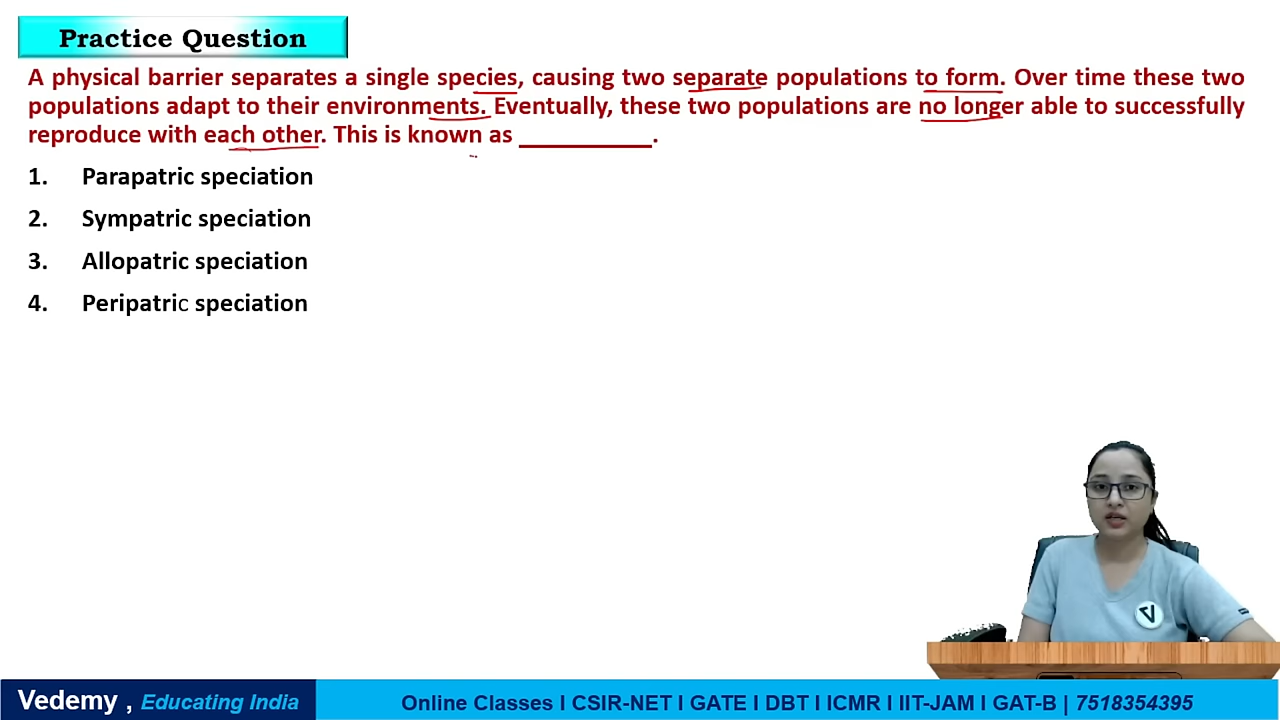 Practice Question
A physical barrier separates a single species, causing two separate populations to form. Over time these two
populations adapt to their environments. Eventually, these two populations are no longer able to successfully
reproduce with each other. This is known as __________.
1. Parapatric speciation
2. Sympatric speciation
3. Allopatric speciation
4. Peripatric speciation
Vedemy , Educating India
Online Classes I CSIR-NET I GATE I DBT I ICMR I IIT-JAM I GAT-B | 7518354395